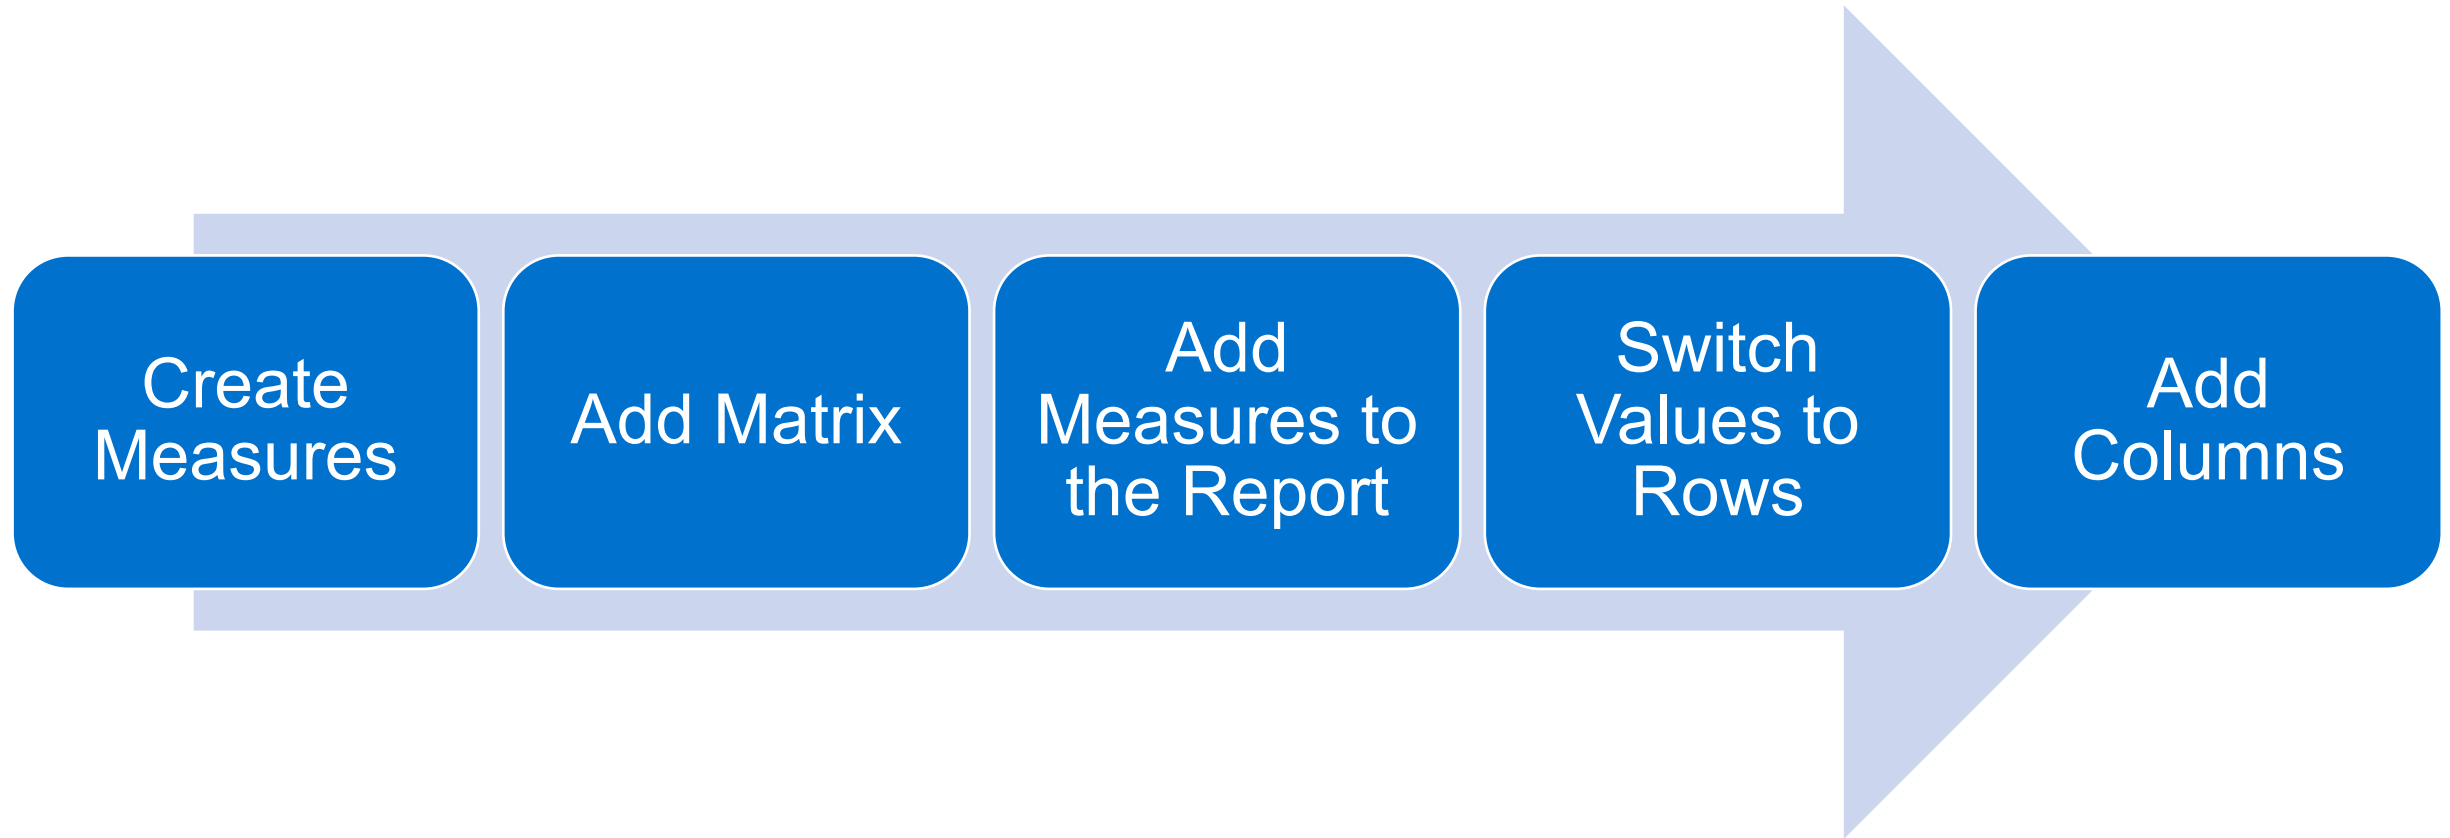 Create
Measures
Add Matrix
Add
Measures to
the Report
Switch
Values to
Rows
Add
Columns